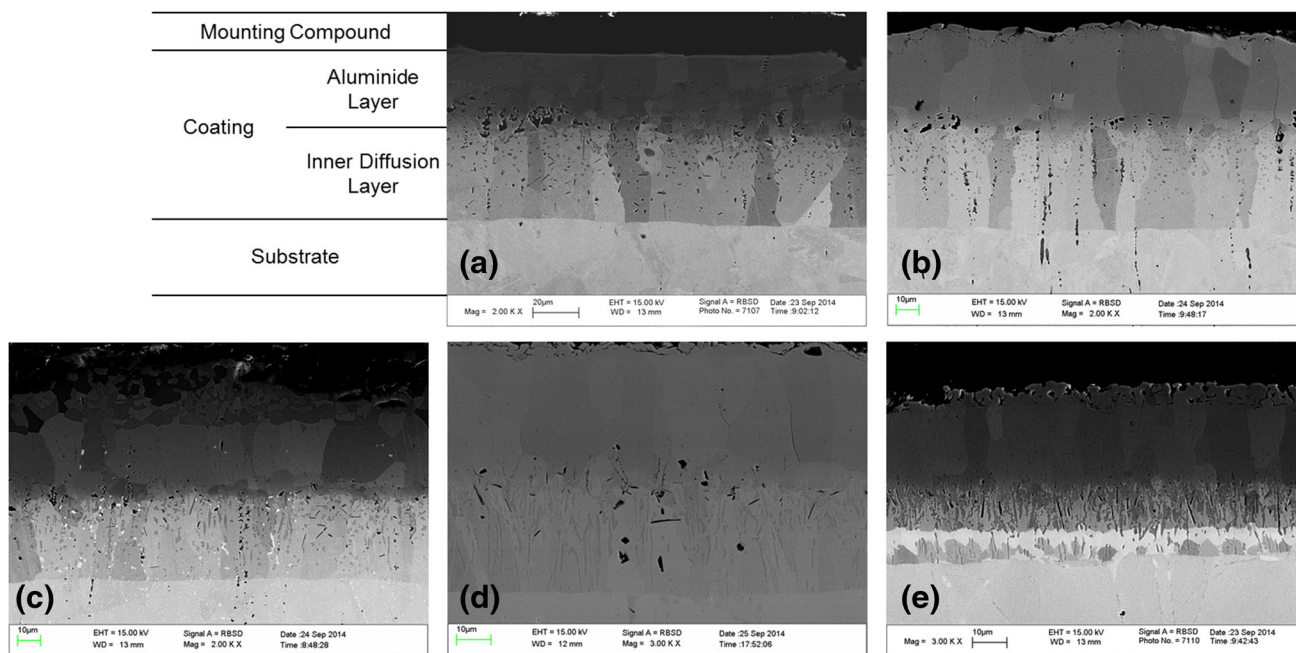 Mounting Compound
Aluminide
Layer
Coating
Inner Diffusion
Layer
Substrate
(a)
20µm
Mag = 2.00 K X
EHT = 15.00 kV
WD = 13 mm
Signal A = RBSD
Photo No. = 7107
Date :23 Sep 2014
Time :9:02:12
(b)
10µm
EHT = 15.00 kV
WD = 13 mm
Signal A = RBSD
Mag = 2.00 K X
Date :24 Sep 2014
Time :9:48:17
(c)
10µm
EHT = 15.00 kV
WD = 13 mm
Signal A = RBSD
Mag = 2.00 K X
Date :24 Sep 2014
Time :8:48:28
(d)
10µm
EHT = 15.00 kV
WD = 12 mm
Signal A = RBSD
Mag = 3.00 K X
Date :25 Sep 2014
Time :17:52:06
(e)
Mag = 3.00 K X
10µm
EHT = 15.00 kV
WD = 13 mm
Signal A = RBSD
Photo No. = 7110
Date :23 Sep 2014
Time :9:42:43